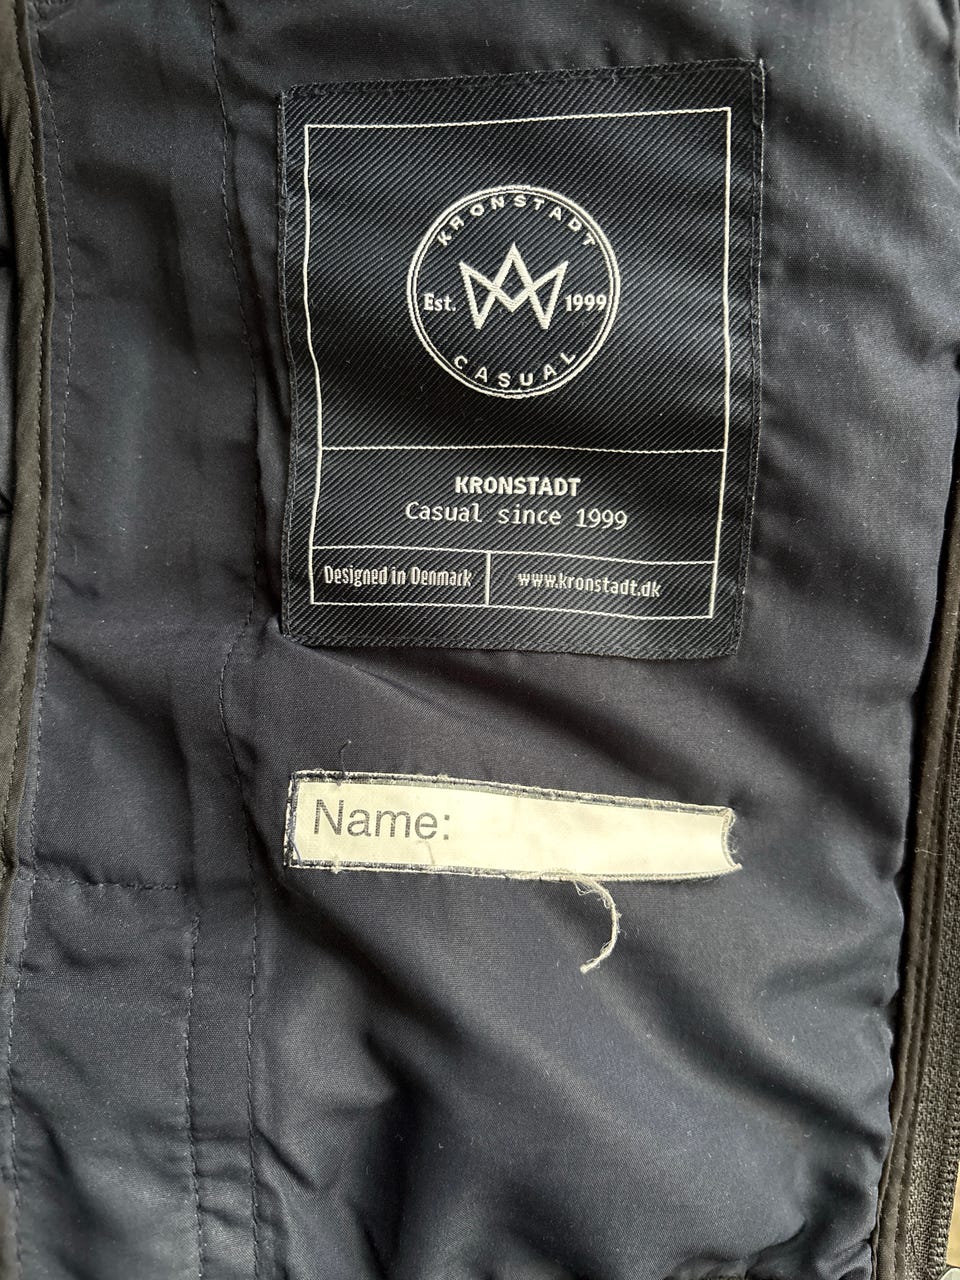 KRONSTADT
Est. 1999
CASUAL
KRONSTADT
Casual since 1999
Designed in Denmark
www.kronstadt.dk
Name: